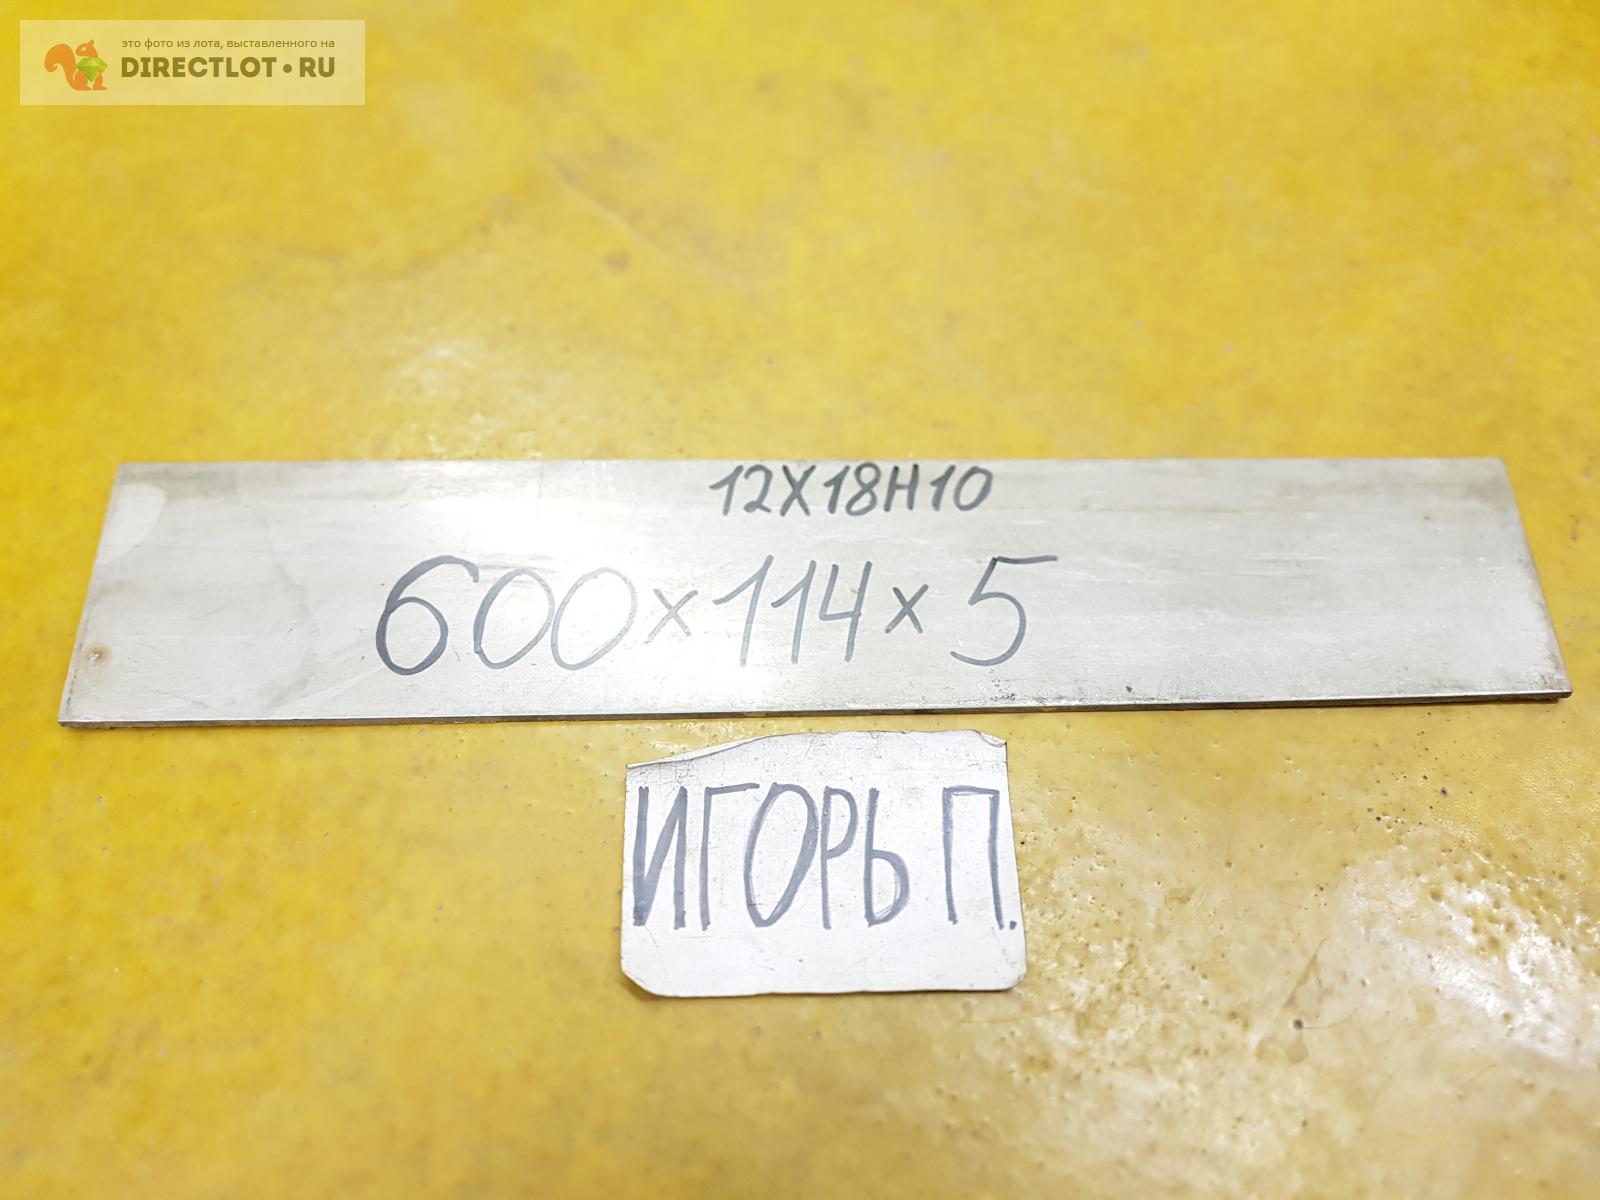 это фото из лота, выставленного на
DIRECTLOT•RU
12Х18Н10
600×114×5
ИГОРЬ П.